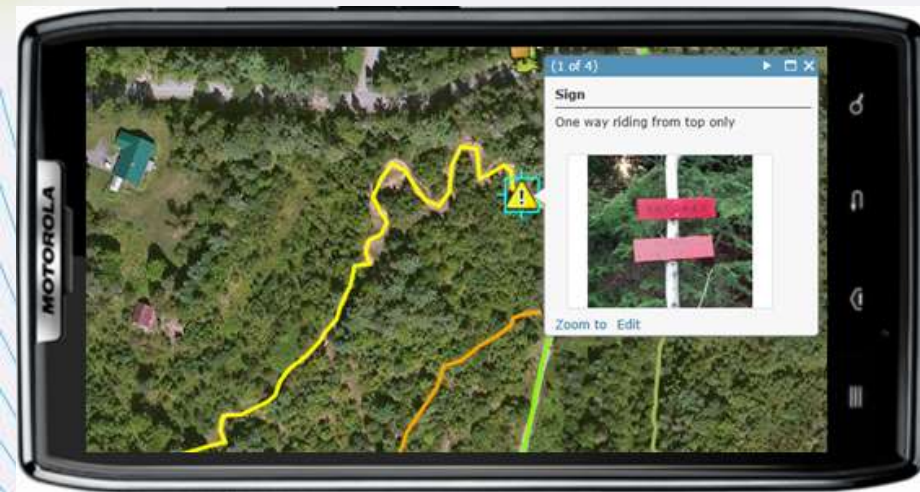 MOTOROLA
(1 of 4)
Sign
One way riding from top only
Zoom to Edit